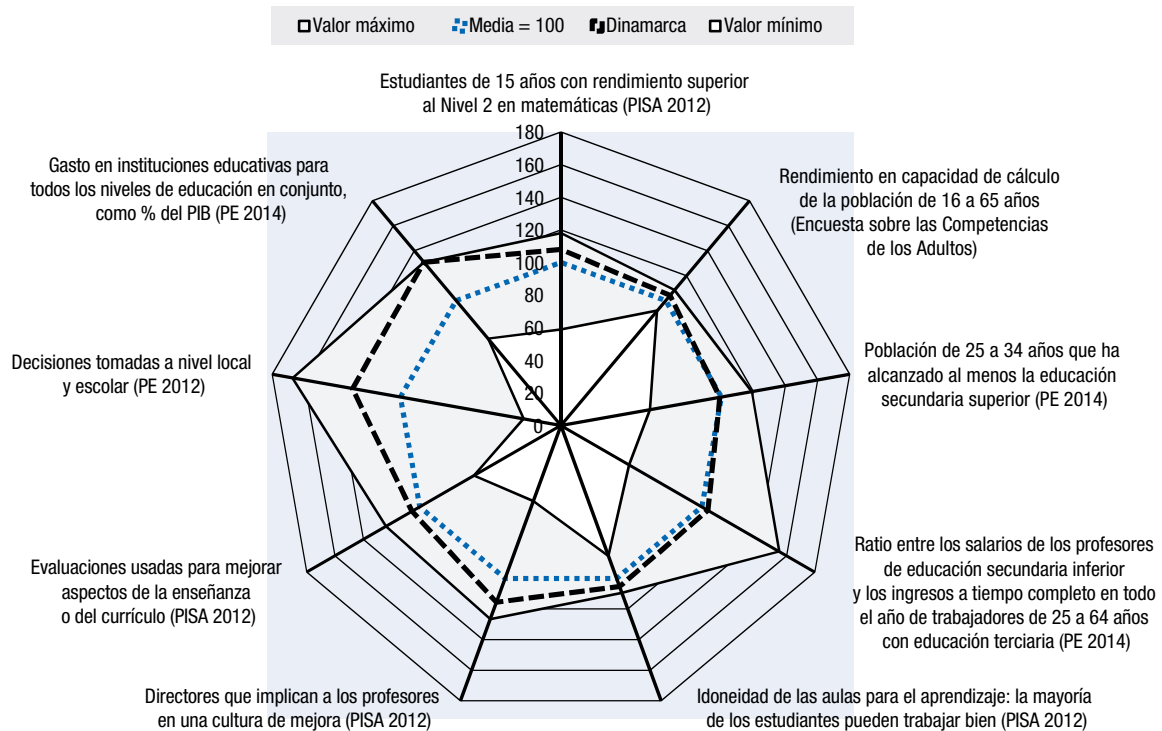 Valor máximo Media = 100 Dinamarca Valor mínimo
Estudiantes de 15 años con rendimiento superior
al Nivel 2 en matemáticas (PISA 2012)
180
160
140
120
100
80
60
40
20
0
Rendimiento en capacidad de cálculo
de la población de 16 a 65 años
(Encuesta sobre las Competencias
de los Adultos)
Población de 25 a 34 años que ha
alcanzado al menos la educación
secundaria superior (PE 2014)
Ratio entre los salarios de los profesores
de educación secundaria inferior
y los ingresos a tiempo completo en todo
el año de trabajadores de 25 a 64 años
con educación terciaria (PE 2014)
Idoneidad de las aulas para el aprendizaje: la mayoría
de los estudiantes pueden trabajar bien (PISA 2012)
Directores que implican a los profesores
en una cultura de mejora (PISA 2012)
Evaluaciones usadas para mejorar
aspectos de la enseñanza
o del currículo (PISA 2012)
Decisiones tomadas a nivel local
y escolar (PE 2012)
Gasto en instituciones educativas para
todos los niveles de educación en conjunto,
como % del PIB (PE 2014)